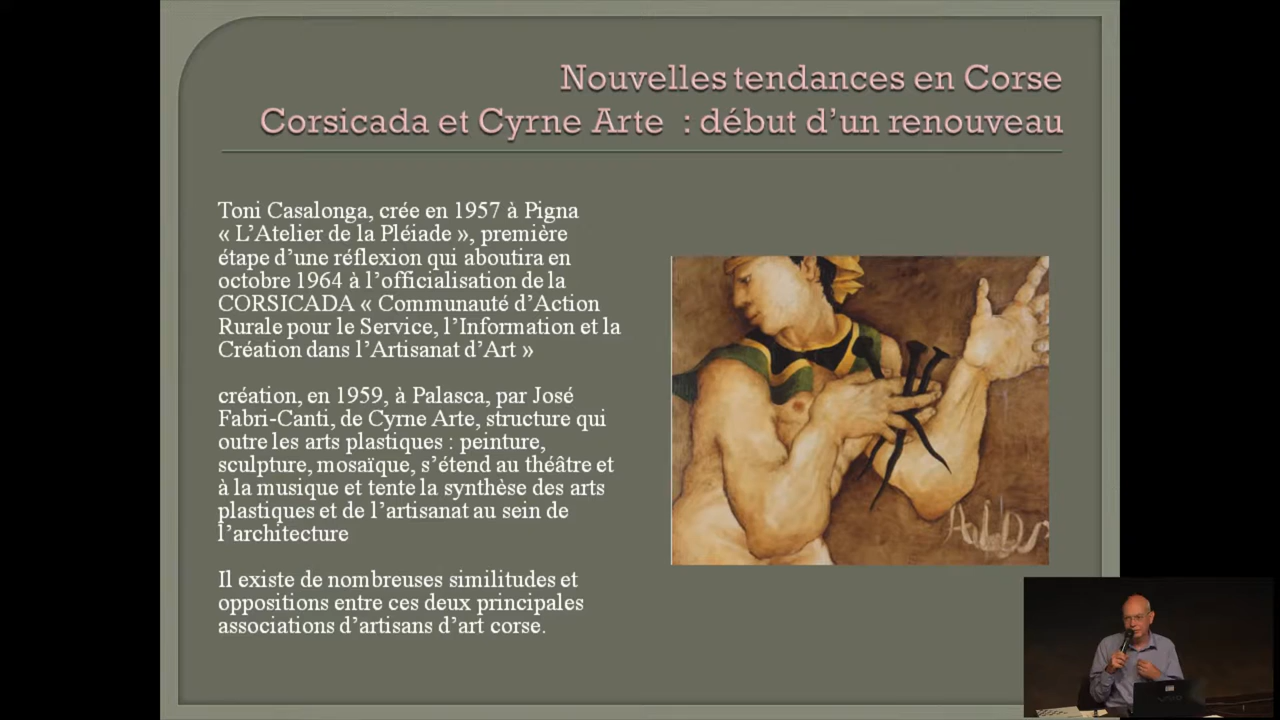 Nouvelles tendances en Corse
Corsicada et Cyrne Arte : début d’un renouveau
Toni Casalonga, crée en 1957 à Pigna
« L’Atelier de la Pléiade », première
étape d’une réflexion qui aboutira en
octobre 1964 à l’officialisation de la
CORSICADA « Communauté d’Action
Rurale pour le Service, l’Information et la
Création dans l’Artisanat d’Art »
création, en 1959, à Palasca, par José
Fabri-Canti, de Cyrne Arte, structure qui
outre les arts plastiques : peinture,
sculpture, mosaïque, s’étend au théâtre et
à la musique et tente la synthèse des arts
plastiques et de l’artisanat au sein de
l’architecture
Il existe de nombreuses similitudes et
oppositions entre ces deux principales
associations d’artisans d’art corse.